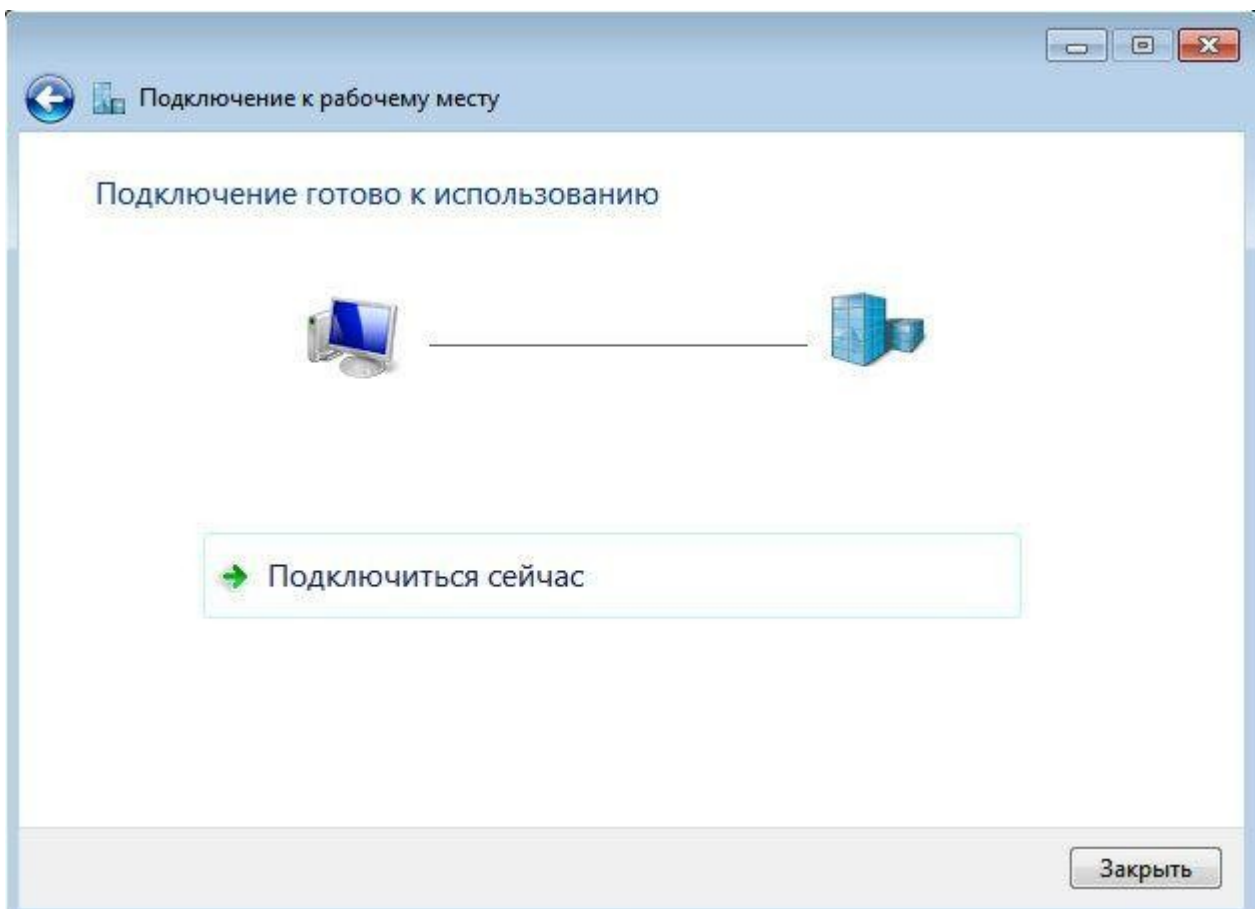 Подключение к рабочему месту
Подключение готово к использованию
Подключиться сейчас
Закрыть